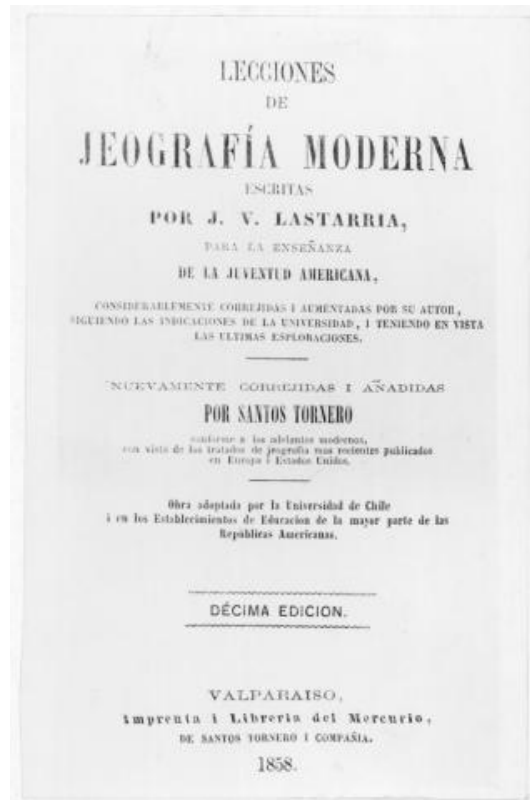 LECCIONES
DE
JEOGRAFÍA MODERNA
ESCRITAS
POR J. V. LASTARRIA,
PARA LA ENSEÑANZA
DE LA JUVENTUD AMERICANA,
CONSIDERABLEMENTE CORREJIDAS I AUMENTADAS POR SU AUTOR,
SIGUIENDO LAS INDICACIONES DE LA UNIVERSIDAD, I TENIENDO EN VISTA
LAS ULTIMAS ESPLORACIONES.
NUEVAMENTE CORREJIDAS I AÑADIDAS
POR SANTOS TORNERO
conforme a los adelantos modernos,
con vista de los tratados de jeografía mas recientes publicados
en Europa i Estados Unidos.
Obra adoptada por la Universidad de Chile
i en los Establecimientos de Educacion de la mayor parte de las
Repúblicas Americanas.
DÉCIMA EDICION.
VALPARAISO,
Imprenta i Libreria del Mercurio,
DE SANTOS TORNERO I COMPAÑIA.
1858.